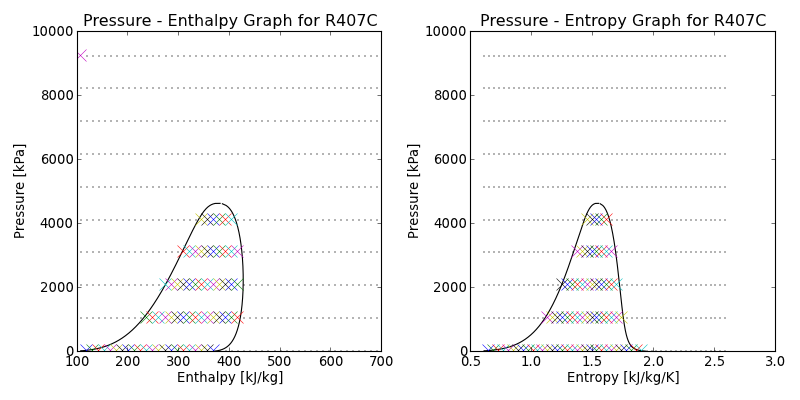 Pressure - Enthalpy Graph for R407C
Pressure - Entropy Graph for R407C
10000
8000
6000
4000
2000
0
Pressure [kPa]
100 200 300 400 500 600 700
Enthalpy [kJ/kg]
10000
8000
6000
4000
2000
0
Pressure [kPa]
0.5 1.0 1.5 2.0 2.5 3.0
Entropy [kJ/kg/K]